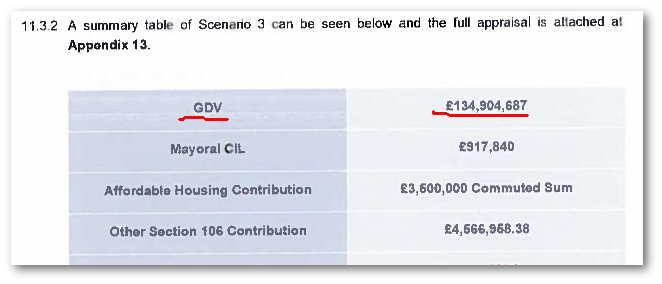 11.3.2 A summary table of Scenario 3 can be seen below and the full appraisal is attached at
Appendix 13.
GDV £134,904,687
Mayoral CIL £917,840
Affordable Housing Contribution £3,600,000 Commuted Sum
Other Section 106 Contribution £4,566,958.38